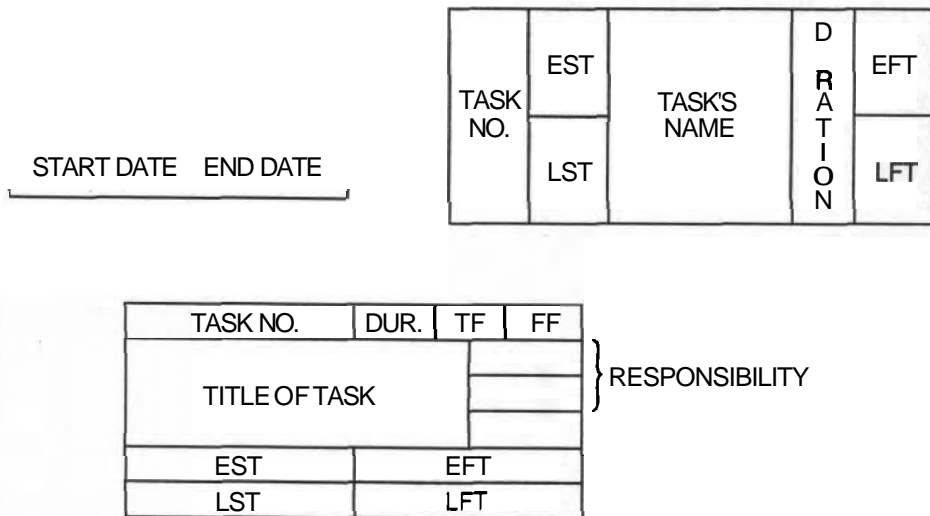 START DATE END DATE
TASK NO.
EST
LST
TASK'S NAME
D RATION
EFT
LFT
TASK NO. DUR. TF FF
TITLE OF TASK
RESPONSIBILITY
EST EFT
LST LFT